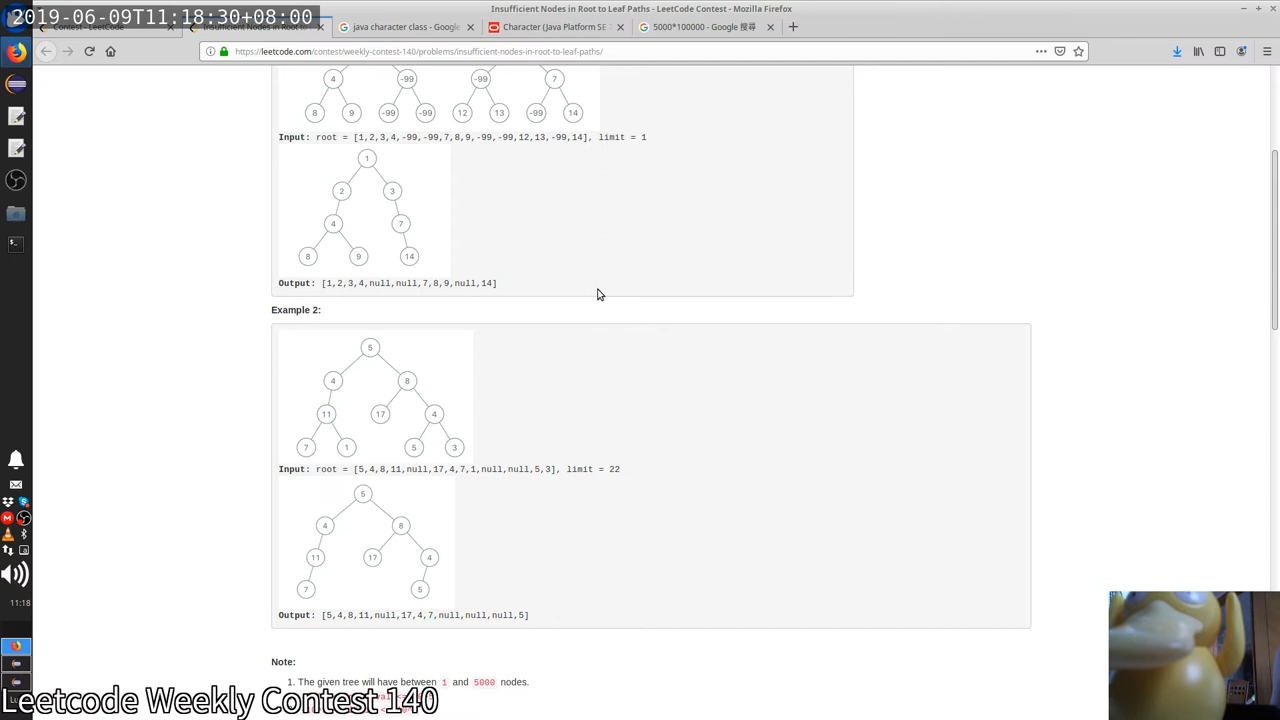 2019-06-09T11:18:30+08:00
Insufficient Nodes in Root to Leaf Paths - LeetCode Contest - Mozilla Firefox
Contest - LeetCode
Insufficient Nodes in Root to
java character class - Google
Character (Java Platform SE
5000*100000 - Google 搜尋
https://leetcode.com/contest/weekly-contest-140/problems/insufficient-nodes-in-root-to-leaf-paths/
4 -99 -99 7
8 9 -99 -99 12 13 -99 14
Input: root = [1,2,3,4,-99,-99,7,8,9,-99,-99,12,13,-99,14], limit = 1
1
2 3
4 7
8 9 14
Output: [1,2,3,4,null,null,7,8,9,null,14]
Example 2:
5
4 8
11 17 4
7 1 5 3
Input: root = [5,4,8,11,null,17,4,7,1,null,null,5,3], limit = 22
5
4 8
11 17 4
7 5
Output: [5,4,8,11,null,17,4,7,null,null,null,5]
Note:
1. The given tree will have between 1 and 5000 nodes.
11:18
Leetcode Weekly Contest 140